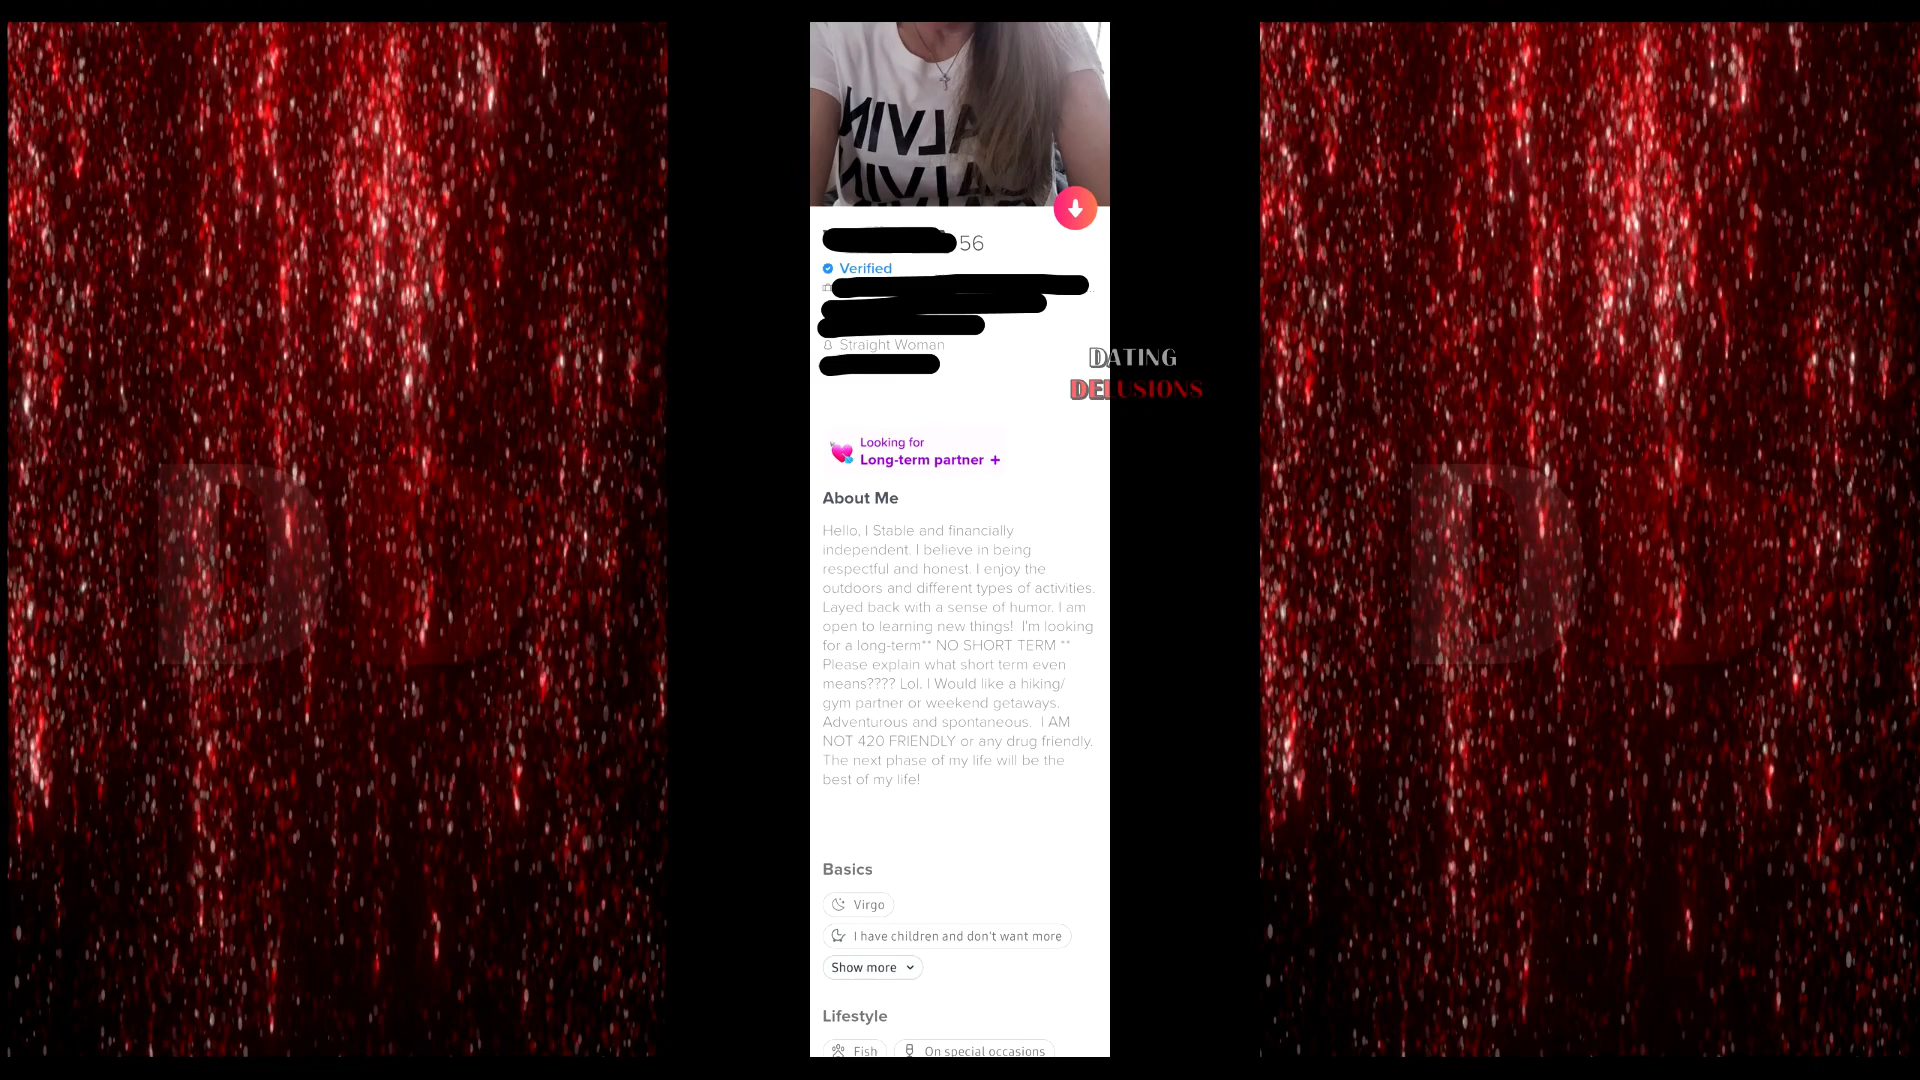 56
Verified
Straight Woman
DATING
DELUSIONS
Looking for
Long-term partner +
About Me
Hello, I Stable and financially
independent. I believe in being
respectful and honest. I enjoy the
outdoors and different types of activities.
Layed back with a sense of humor. I am
open to learning new things!  I'm looking
for a long-term** NO SHORT TERM **
Please explain what short term even
means???? Lol. I Would like a hiking/
gym partner or weekend getaways.
Adventurous and spontaneous.  I AM
NOT 420 FRIENDLY or any drug friendly.
The next phase of my life will be the
best of my life!
Basics
Virgo
I have children and don't want more
Show more
Lifestyle
Fish
On special occasions